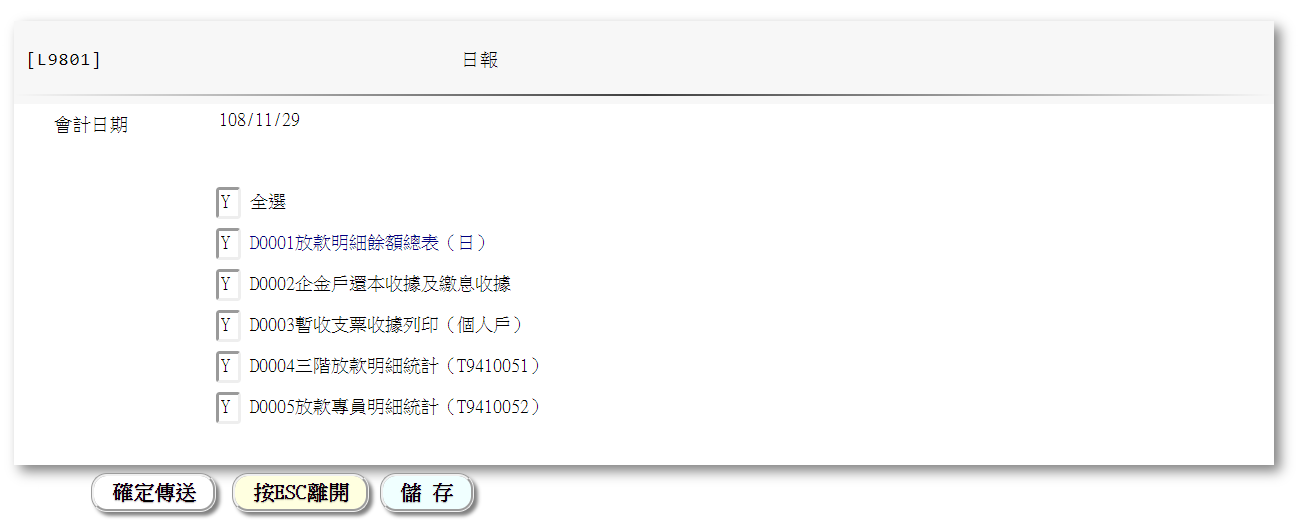 [L9801] 日報
會計日期 108/11/29
Y 全選
Y D0001放款明細餘額總表（日）
Y D0002企金戶還本收據及繳息收據
Y D0003暫收支票收據列印（個人戶）
Y D0004三階放款明細統計（T9410051）
Y D0005放款專員明細統計（T9410052）
確定傳送 按ESC離開 儲 存